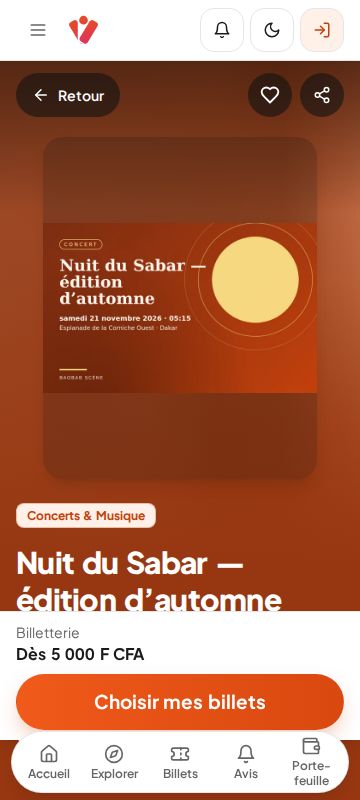 Retour
CONCERT
Nuit du Sabar —
édition
d’automne
samedi 21 novembre 2026 · 05:15
Esplanade de la Corniche Ouest · Dakar
BAOBAB SCÈNE
Concerts & Musique
Nuit du Sabar —
édition d’automne
Billetterie
Dès 5 000 F CFA
Choisir mes billets
Accueil
Explorer
Billets
Avis
Porte-
feuille